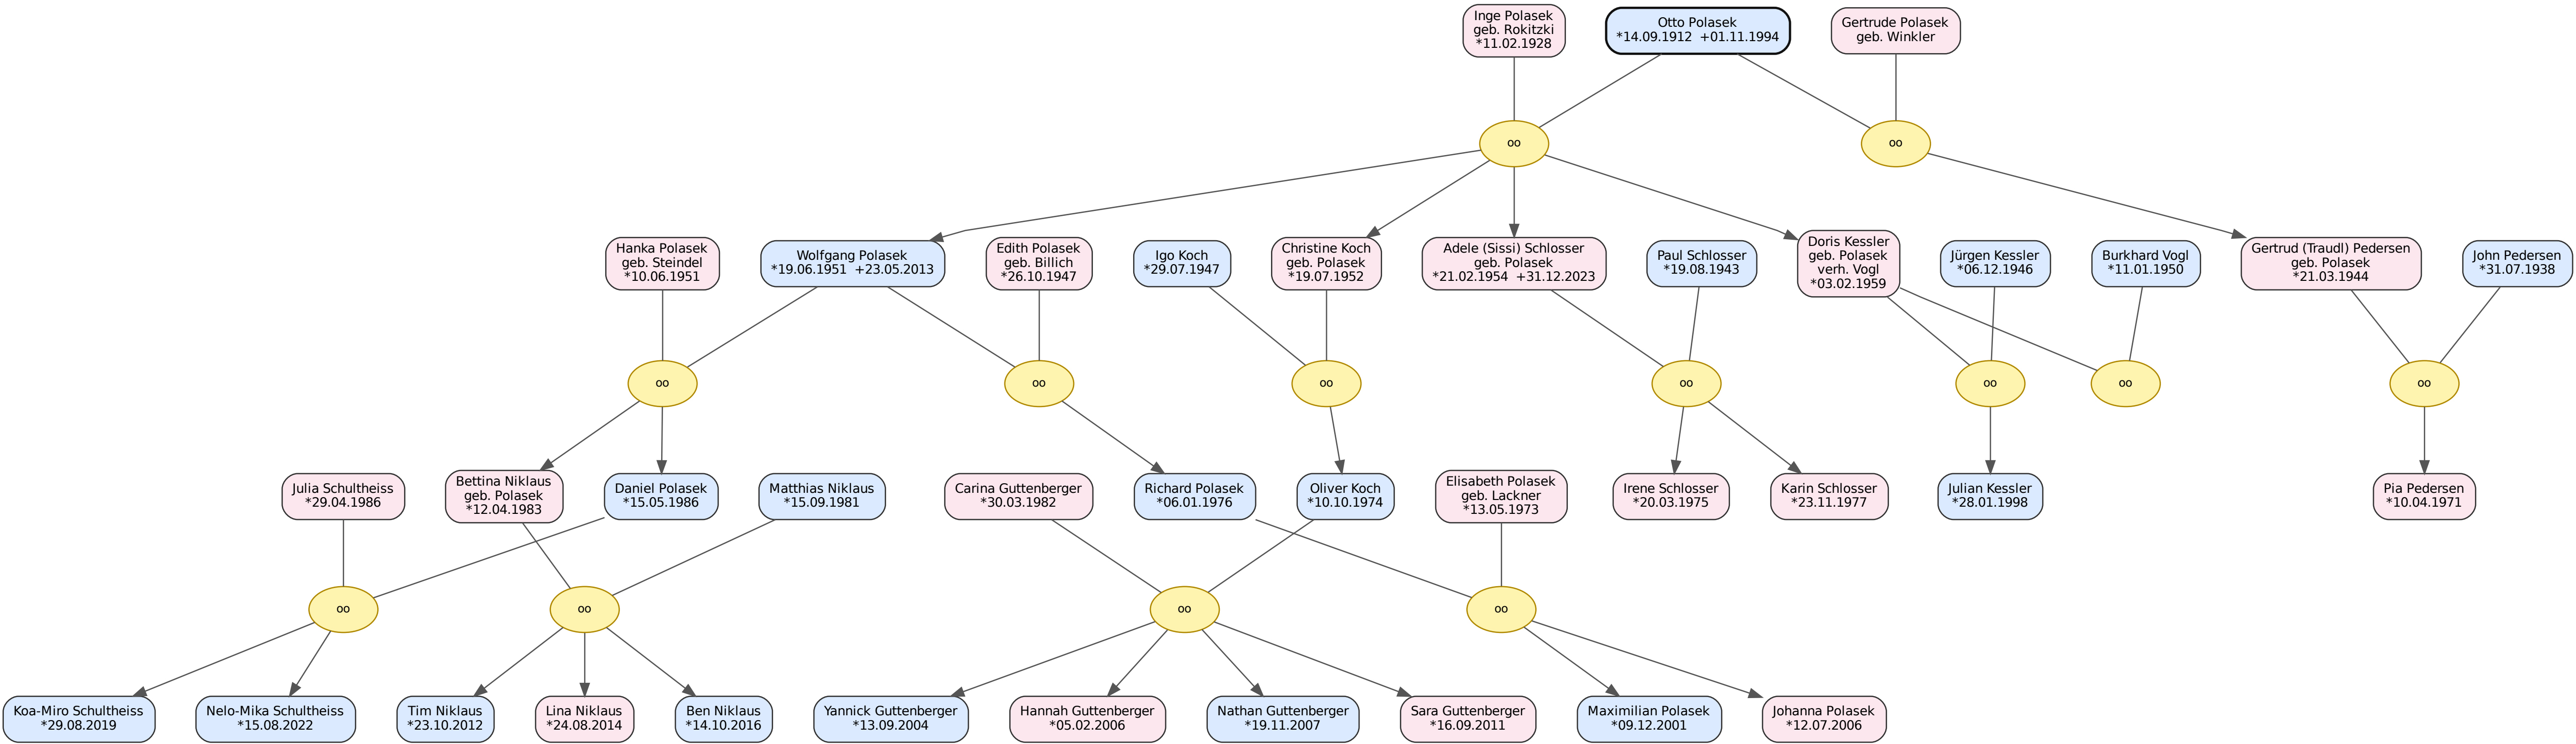 Inge Polasek
geb. Rokitzki
*11.02.1928
Otto Polasek
*14.09.1912  +01.11.1994
Gertrude Polasek
geb. Winkler
oo
oo
Hanka Polasek
geb. Steindel
*10.06.1951
Wolfgang Polasek
*19.06.1951  +23.05.2013
Edith Polasek
geb. Billich
*26.10.1947
Igo Koch
*29.07.1947
Christine Koch
geb. Polasek
*19.07.1952
Adele (Sissi) Schlosser
geb. Polasek
*21.02.1954  +31.12.2023
Paul Schlosser
*19.08.1943
Doris Kessler
geb. Polasek
verh. Vogl
*03.02.1959
Jürgen Kessler
*06.12.1946
Burkhard Vogl
*11.01.1950
Gertrud (Traudl) Pedersen
geb. Polasek
*21.03.1944
John Pedersen
*31.07.1938
oo
oo
oo
oo
oo
oo
oo
Julia Schultheiss
*29.04.1986
Bettina Niklaus
geb. Polasek
*12.04.1983
Daniel Polasek
*15.05.1986
Matthias Niklaus
*15.09.1981
Carina Guttenberger
*30.03.1982
Richard Polasek
*06.01.1976
Oliver Koch
*10.10.1974
Elisabeth Polasek
geb. Lackner
*13.05.1973
Irene Schlosser
*20.03.1975
Karin Schlosser
*23.11.1977
Julian Kessler
*28.01.1998
Pia Pedersen
*10.04.1971
oo
oo
oo
oo
Koa-Miro Schultheiss
*29.08.2019
Nelo-Mika Schultheiss
*15.08.2022
Tim Niklaus
*23.10.2012
Lina Niklaus
*24.08.2014
Ben Niklaus
*14.10.2016
Yannick Guttenberger
*13.09.2004
Hannah Guttenberger
*05.02.2006
Nathan Guttenberger
*19.11.2007
Sara Guttenberger
*16.09.2011
Maximilian Polasek
*09.12.2001
Johanna Polasek
*12.07.2006